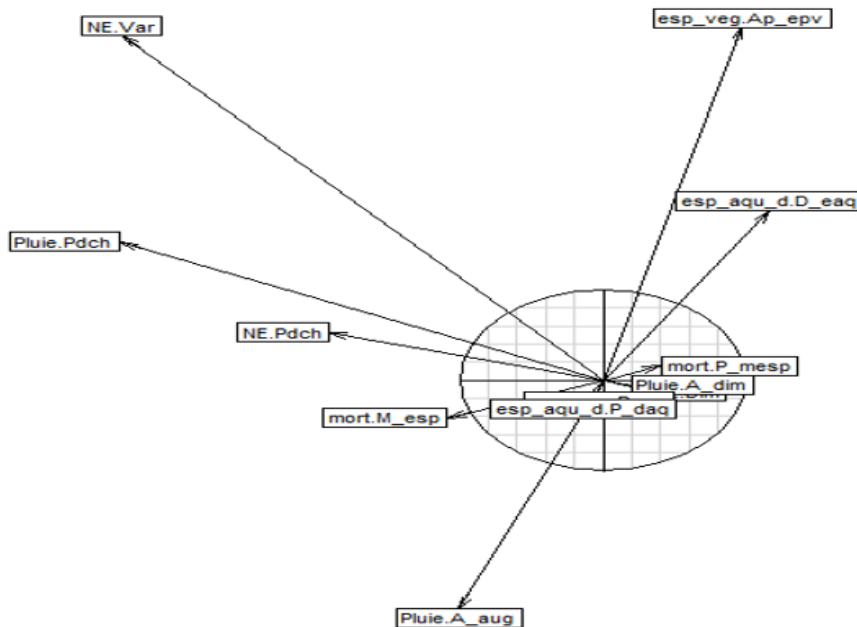 NE.Var
esp_veg.Ap_epv
esp_aqu_d.D_eaq
Pluie.Pdch
NE.Pdch
mort.P_mesp
Pluie.A_dim
esp_aqu_d.P_daq
mort.M_esp
Pluie.A_aug